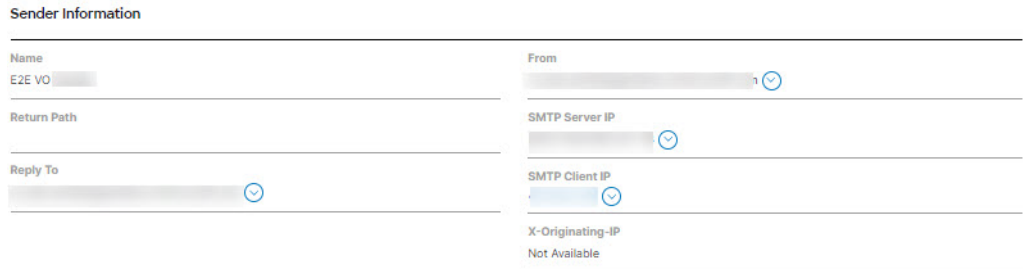 Sender Information
Name
E2E VO
Return Path
Reply To
From
SMTP Server IP
SMTP Client IP
X-Originating-IP
Not Available